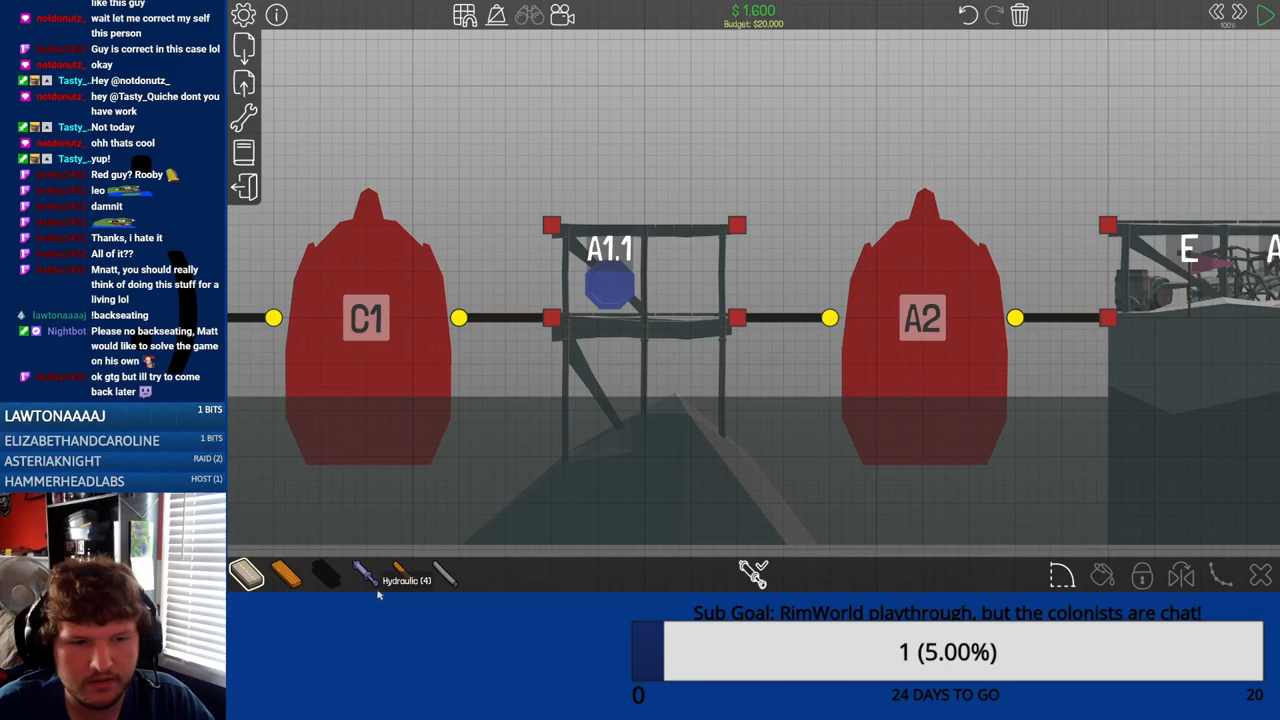 like this guy
wait let me correct my self
this person
Guy is correct in this case lol
okay
Tasty_.. Hey @notdonutz_
notdonutz_ hey @Tasty_Quiche dont you
have work
Tasty_.. Not today
notdonutz_ ohh thats cool
Tasty_.. yup!
Red guy? Rooby
leo
damnit
Thanks, i hate it
All of it??
Mnatt, you should really
think of doing this stuff for a
living lol
lawtonaaaaj !backseating
Nightbot Please no backseating, Matt
would like to solve the game
on his own
ok gtg but ill try to come
back later
LAWTONAAAAJ 1 BITS
ELIZABETHANDCAROLINE 1 BITS
ASTERIAKNIGHT RAID (2)
HAMMERHEADLABS HOST (1)
$ 1,600
Budget: $20,000
100%
C1
A1.1
A2
E
A
Hydraulic (4)
Sub Goal: RimWorld playthrough, but the colonists are chat!
1 (5.00%)
0
24 DAYS TO GO
20